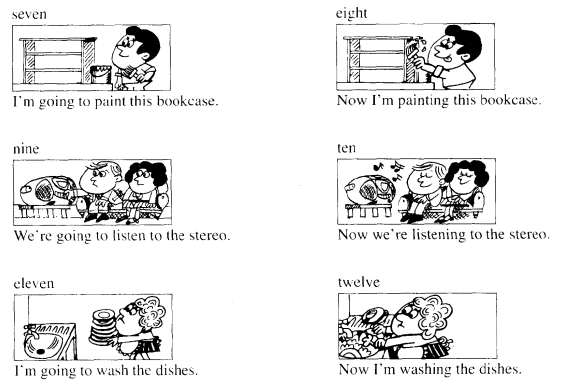 seven
I'm going to paint this bookcase.
eight
Now I'm painting this bookcase.
nine
We're going to listen to the stereo.
ten
Now we're listening to the stereo.
eleven
I'm going to wash the dishes.
twelve
Now I'm washing the dishes.